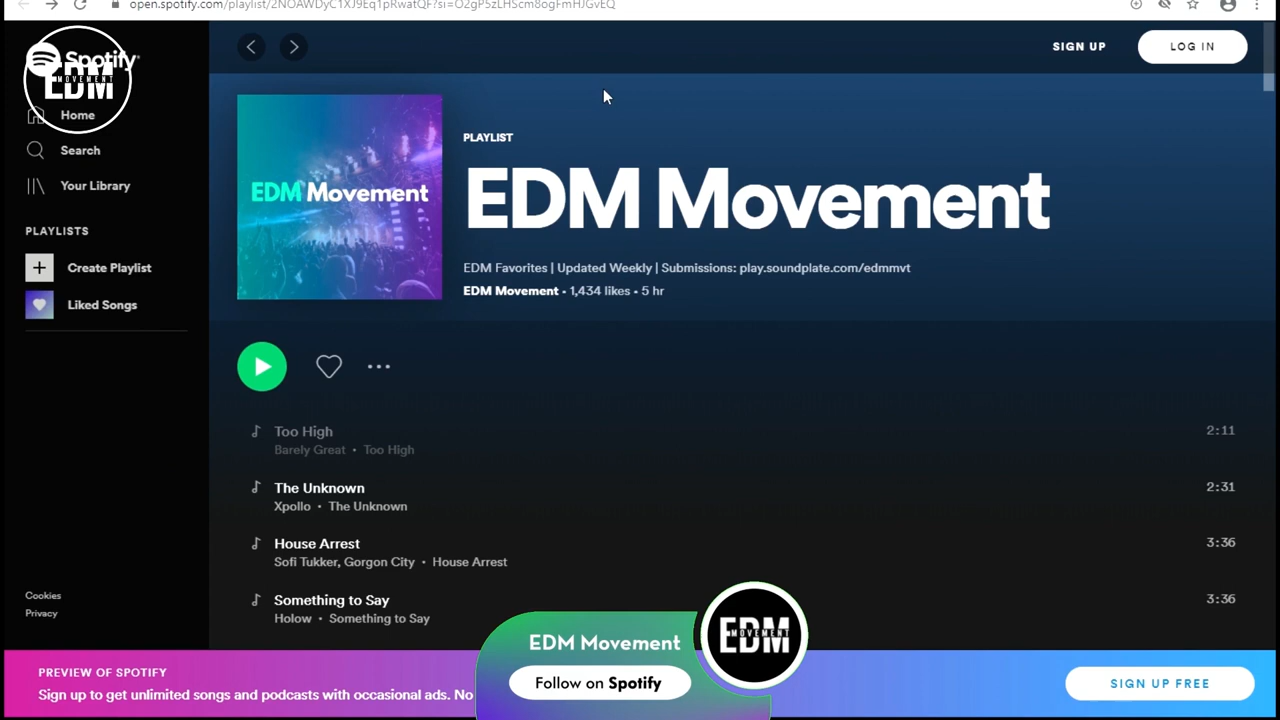 open.spotify.com/playlist/2NOAWDyC1XJ9Eq1pRwatQF?si=O2gP5zLHScm8ogFmHJGvEQ
Spotify
EDM
MOVEMENT
Home
Search
Your Library
PLAYLISTS
Create Playlist
Liked Songs
Cookies
Privacy
SIGN UP
LOG IN
EDM Movement
PLAYLIST
EDM Movement
EDM Favorites | Updated Weekly | Submissions: play.soundplate.com/edmmvt
EDM Movement • 1,434 likes • 5 hr
Too High 2:11
Barely Great • Too High
The Unknown 2:31
Xpollo • The Unknown
House Arrest 3:36
Sofi Tukker, Gorgon City • House Arrest
Something to Say 3:36
Holow • Something to Say
PREVIEW OF SPOTIFY
Sign up to get unlimited songs and podcasts with occasional ads. No
EDM Movement
Follow on Spotify
EDM
MOVEMENT
SIGN UP FREE